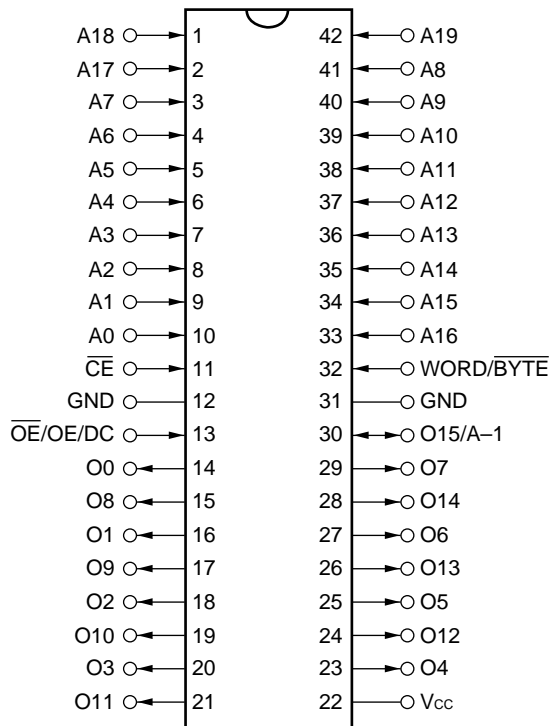 A18 1 42 A19
A17 2 41 A8
A7 3 40 A9
A6 4 39 A10
A5 5 38 A11
A4 6 37 A12
A3 7 36 A13
A2 8 35 A14
A1 9 34 A15
A0 10 33 A16
C̅E̅ 11 32 WORD/B̅Y̅T̅E̅
GND 12 31 GND
O̅E̅/OE/DC 13 30 O15/A–1
O0 14 29 O7
O8 15 28 O14
O1 16 27 O6
O9 17 26 O13
O2 18 25 O5
O10 19 24 O12
O3 20 23 O4
O11 21 22 Vcc